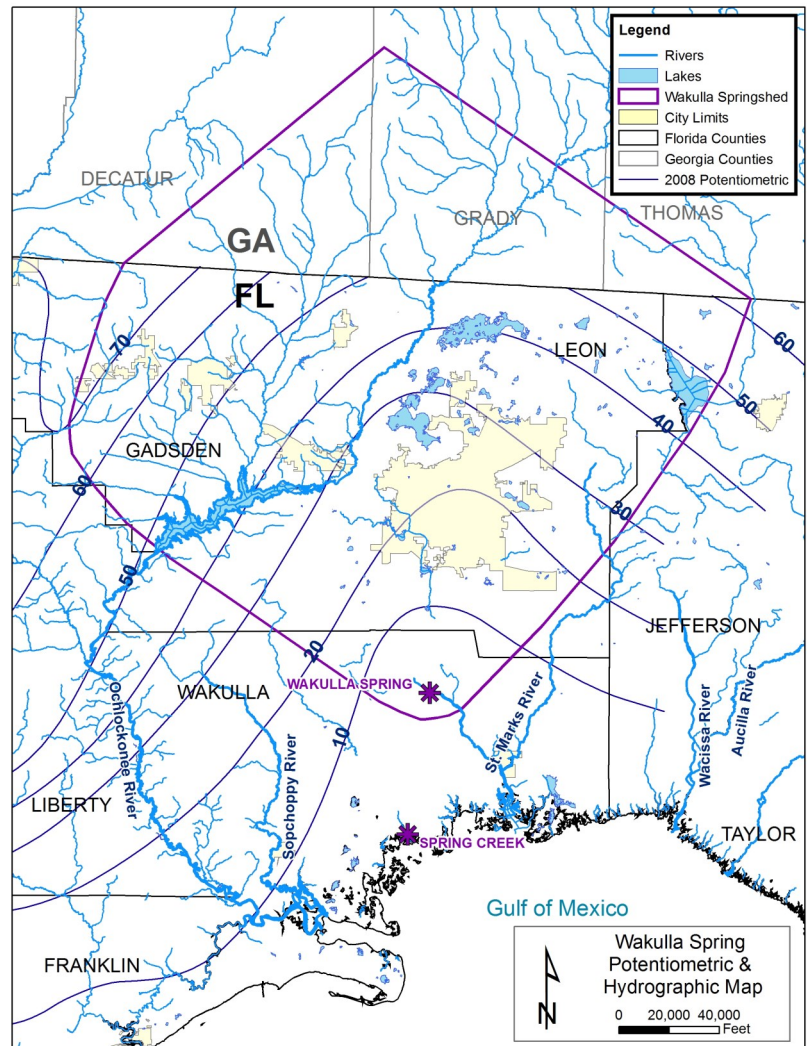 Legend
Rivers
Lakes
Wakulla Springshed
City Limits
Florida Counties
Georgia Counties
2008 Potentiometric
DECATUR
GRADY
THOMAS
GA
FL
70
60
LEON
50
40
GADSDEN
60
30
50
JEFFERSON
20
WAKULLA SPRING
WAKULLA
10
Ochlockonee River
Sopchoppy River
St. Marks River
Wacissa River
Aucilla River
LIBERTY
TAYLOR
SPRING CREEK
Gulf of Mexico
FRANKLIN
Wakulla Spring
Potentiometric &
Hydrographic Map
0 20,000 40,000
Feet
N